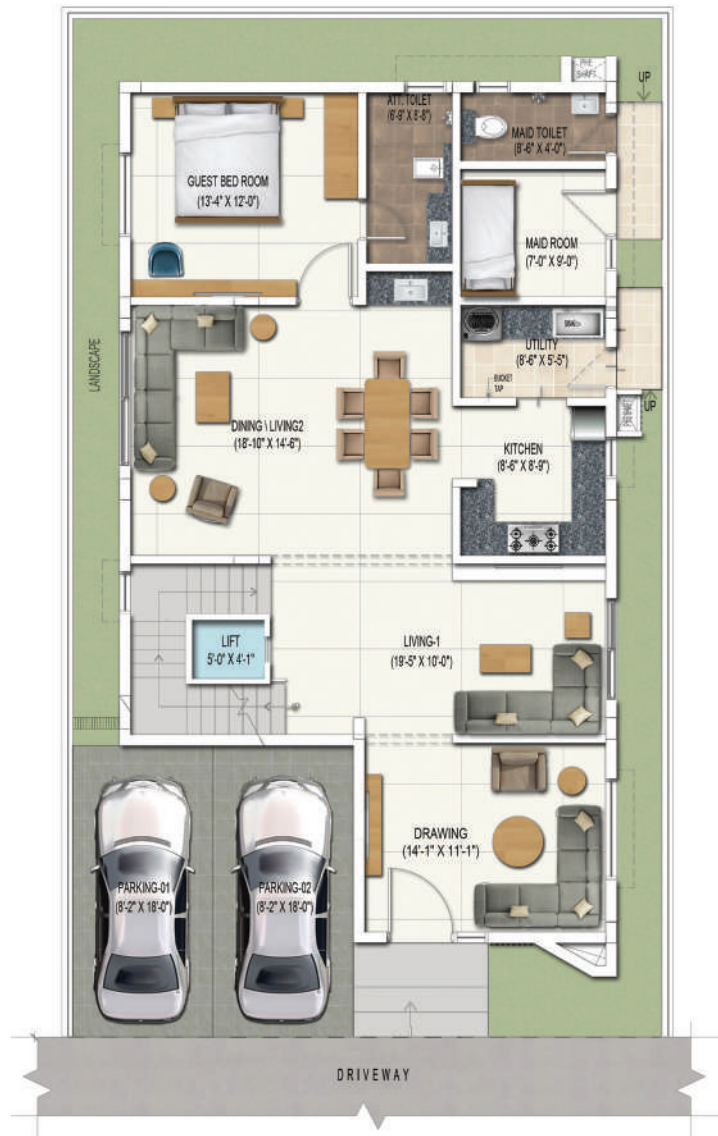 PHE
SHAFT
UP
ATT. TOILET
(6'-9" X 8'-8")
MAID TOILET
(8'-6" X 4'-0")
GUEST BED ROOM
(13'-4" X 12'-0")
MAID ROOM
(7'-0" X 9'-0")
LANDSCAPE
SINK
UTILITY
(8'-6" X 5'-5")
BUCKET
TAP
UP
DINING \ LIVING2
(18'-10" X 14'-6")
KITCHEN
(8'-6" X 8'-9")
LIFT
5'-0" X 4'-1"
LIVING-1
(19'-5" X 10'-0")
DRAWING
(14'-1" X 11'-1")
PARKING-01
(8'-2" X 18'-0")
PARKING-02
(8'-2" X 18'-0")
DRIVEWAY